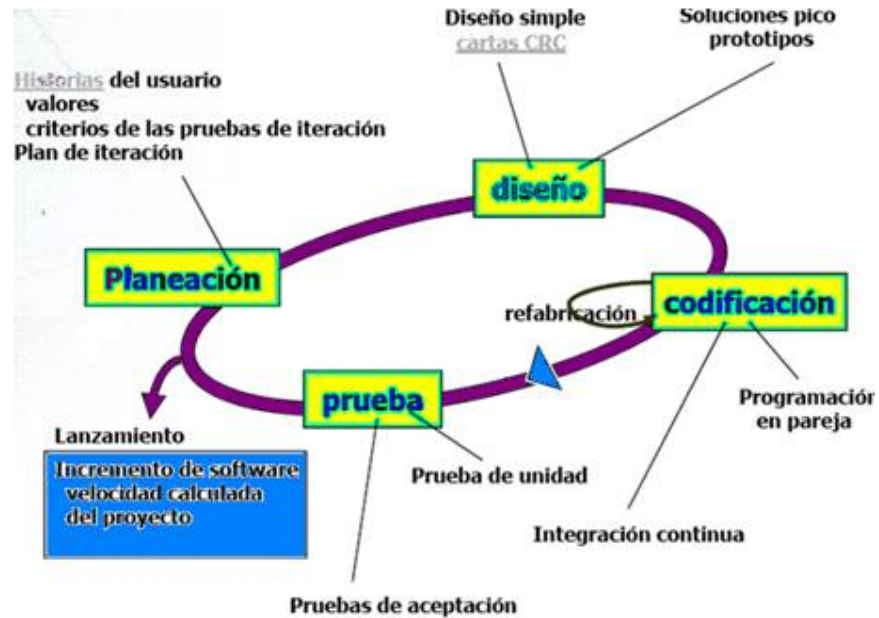 Diseño simple
cartas CRC
Soluciones pico
prototipos
Historias del usuario
valores
criterios de las pruebas de iteración
Plan de iteración
diseño
Planeación
refabricación
codificación
prueba
Programación
en pareja
Lanzamiento
Incremento de software
velocidad calculada
del proyecto
Prueba de unidad
Integración continua
Pruebas de aceptación